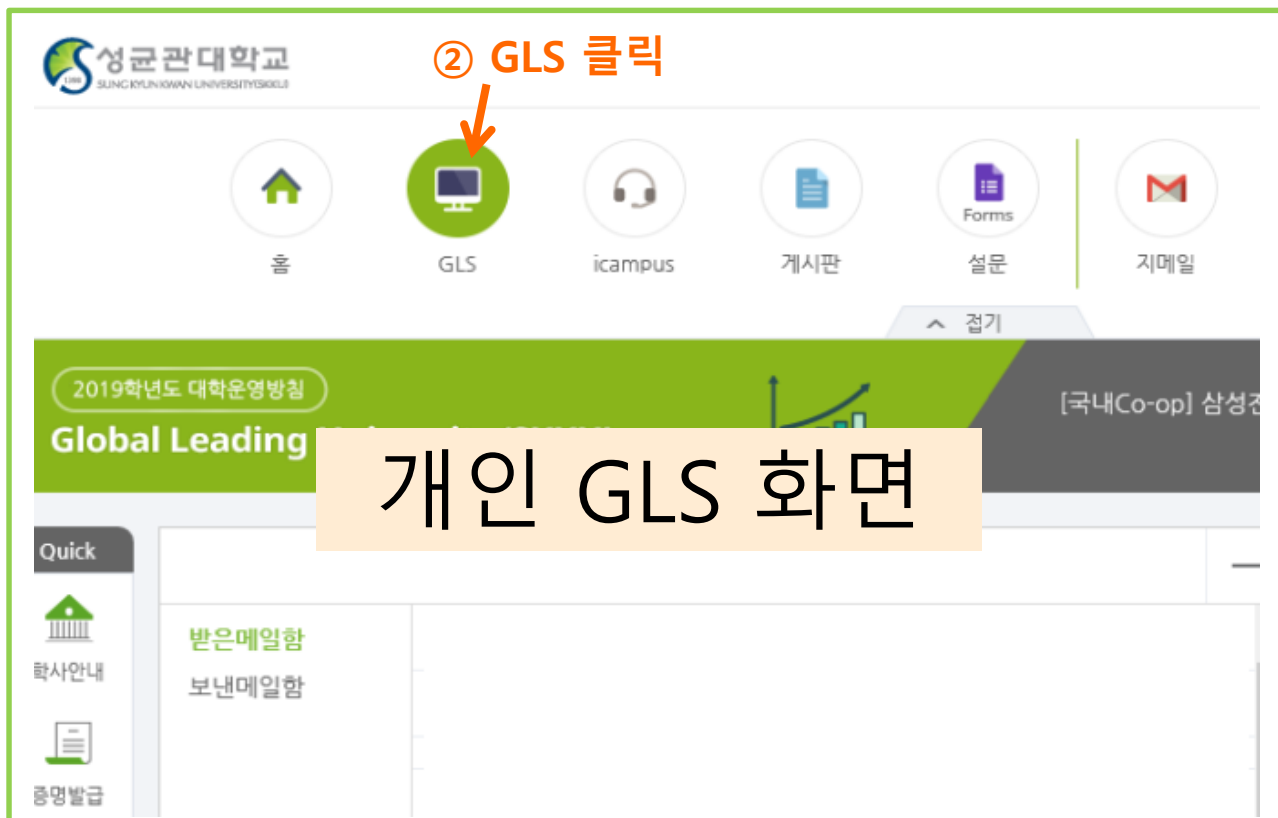 성균관대학교
SUNG KYUN KWAN UNIVERSITY(SKKU)
② GLS 클릭
Forms
홈
GLS
icampus
게시판
설문
지메일
접기
2019학년도 대학운영방침
Global Leading
[국내Co-op] 삼성전
개인 GLS 화면
Quick
학사안내
증명발급
받은메일함
보낸메일함